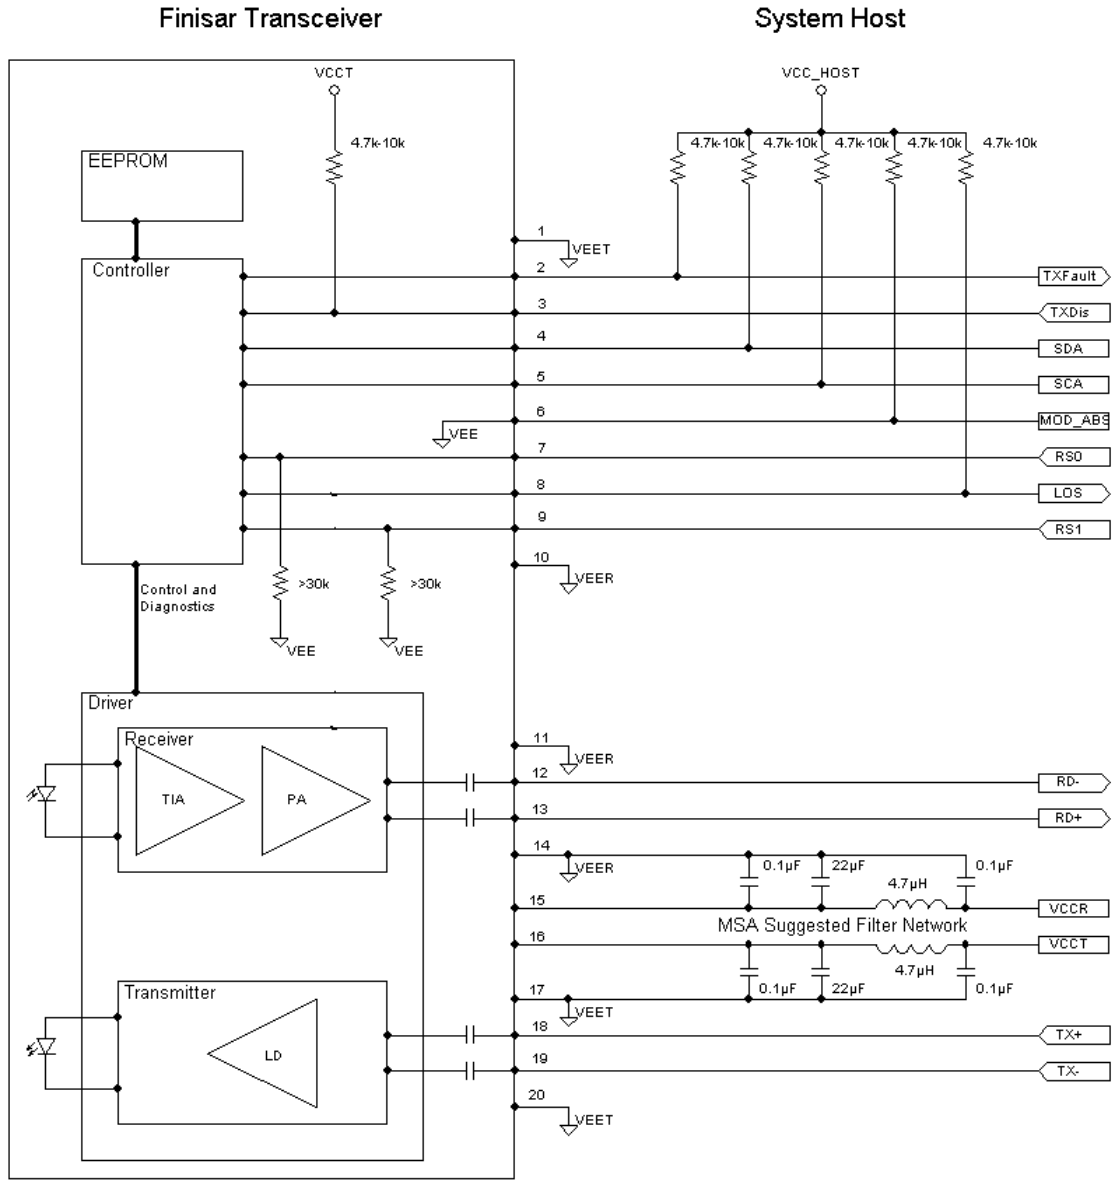 Finisar Transceiver
System Host
VCCT
VCC_HOST
4.7k-10k
4.7k-10k
4.7k-10k
4.7k-10k
4.7k-10k
4.7k-10k
EEPROM
1
VEET
Controller
2
TXFault
3
TXDis
4
SDA
5
SCA
6
MOD_ABS
VEE
7
RS0
8
LOS
9
RS1
10
VEER
Control and
Diagnostics
>30k
>30k
VEE
VEE
Driver
Receiver
11
VEER
12
RD-
TIA
PA
13
RD+
14
VEER
0.1µF
22µF
0.1µF
4.7µH
15
VCCR
MSA Suggested Filter Network
16
VCCT
4.7µH
0.1µF
22µF
0.1µF
Transmitter
17
VEET
18
TX+
LD
19
TX-
20
VEET